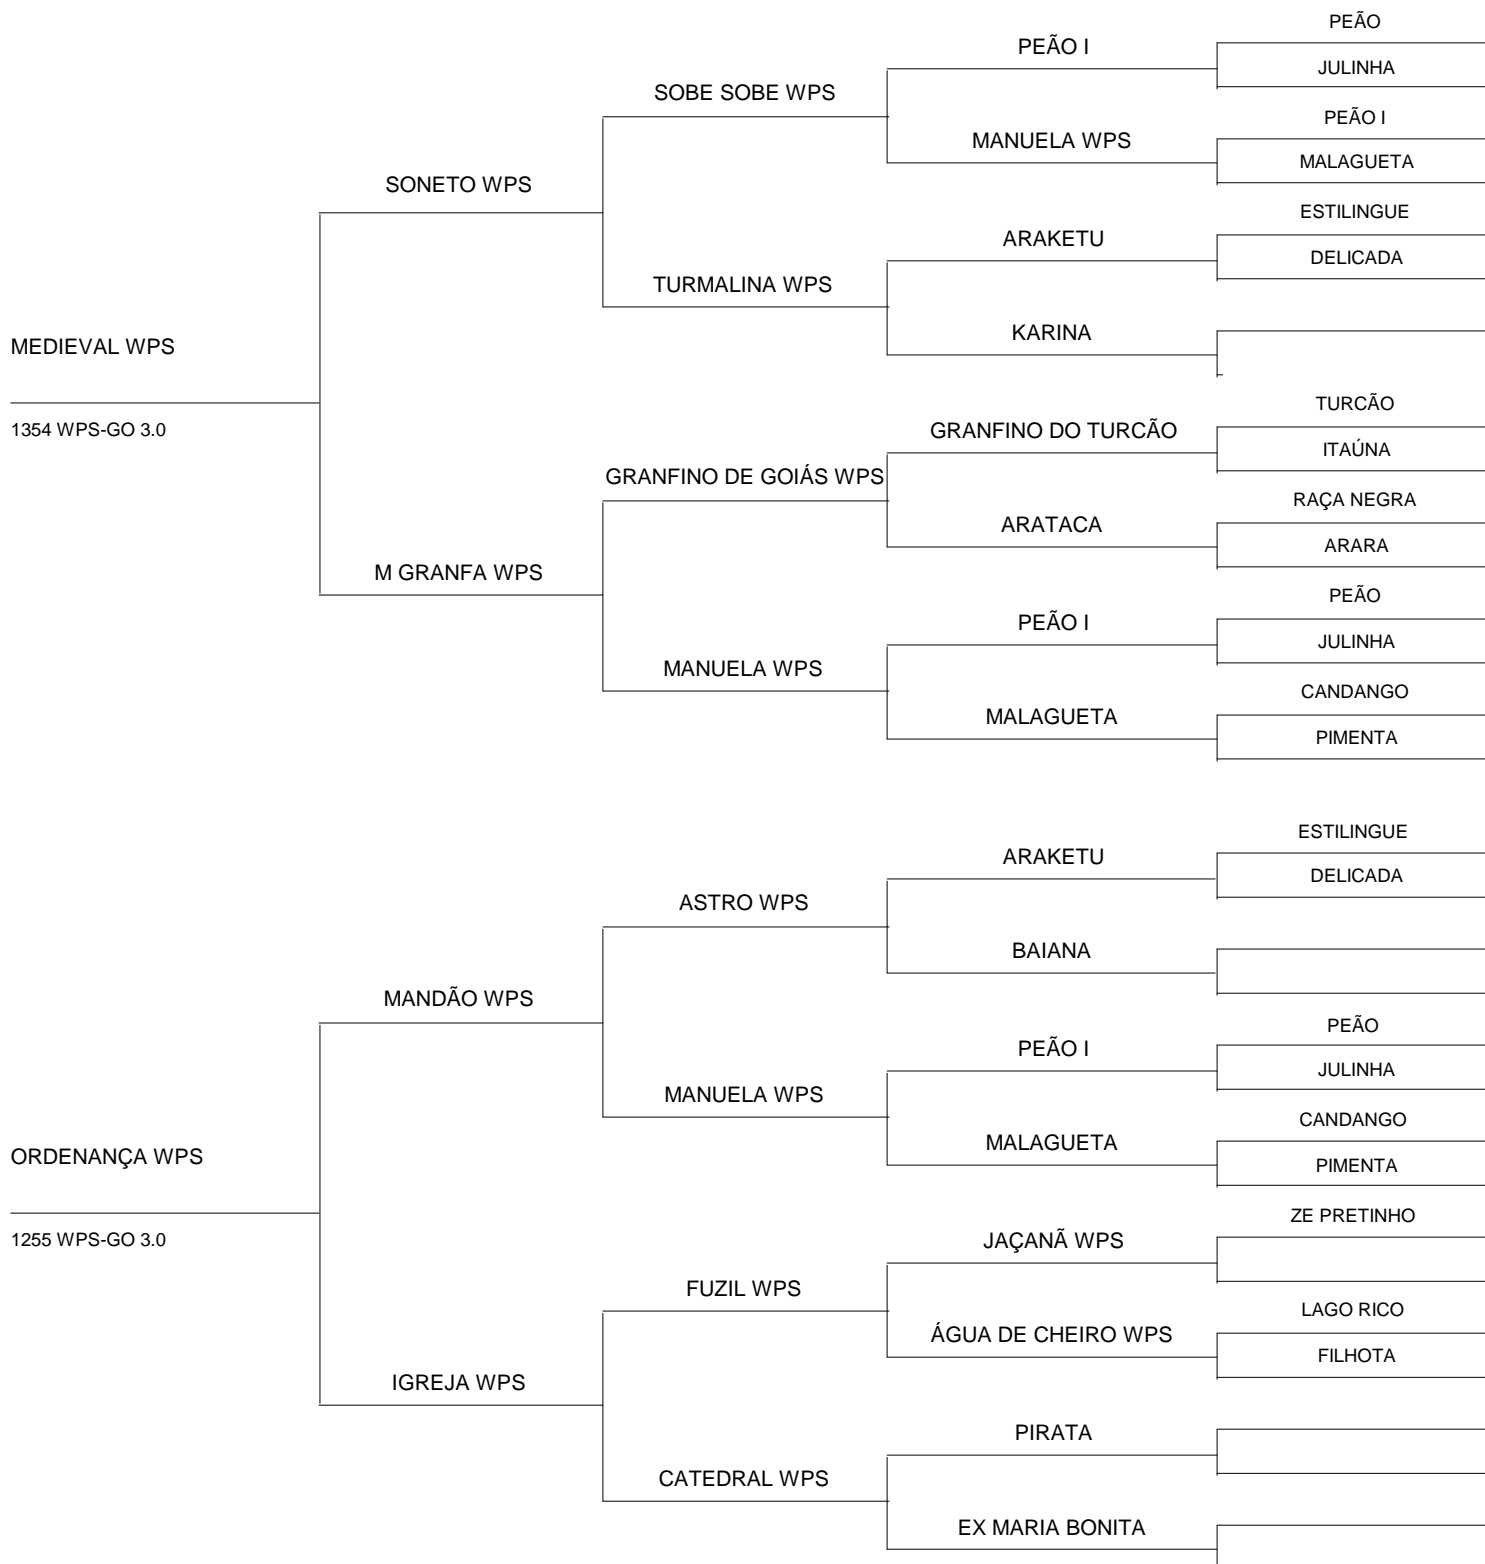 PEÃO
PEÃO I
JULINHA
SOBE SOBE WPS
PEÃO I
MANUELA WPS
MALAGUETA
SONETO WPS
ESTILINGUE
ARAKETU
DELICADA
TURMALINA WPS
KARINA
MEDIEVAL WPS
TURCÃO
1354 WPS-GO 3.0
GRANFINO DO TURCÃO
ITAÚNA
GRANFINO DE GOIÁS WPS
RAÇA NEGRA
ARATACA
ARARA
M GRANFA WPS
PEÃO
PEÃO I
JULINHA
MANUELA WPS
CANDANGO
MALAGUETA
PIMENTA
ESTILINGUE
ARAKETU
DELICADA
ASTRO WPS
BAIANA
MANDÃO WPS
PEÃO
PEÃO I
JULINHA
MANUELA WPS
CANDANGO
MALAGUETA
PIMENTA
ORDENANÇA WPS
ZE PRETINHO
1255 WPS-GO 3.0
JAÇANÃ WPS
FUZIL WPS
LAGO RICO
ÁGUA DE CHEIRO WPS
FILHOTA
IGREJA WPS
PIRATA
CATEDRAL WPS
EX MARIA BONITA